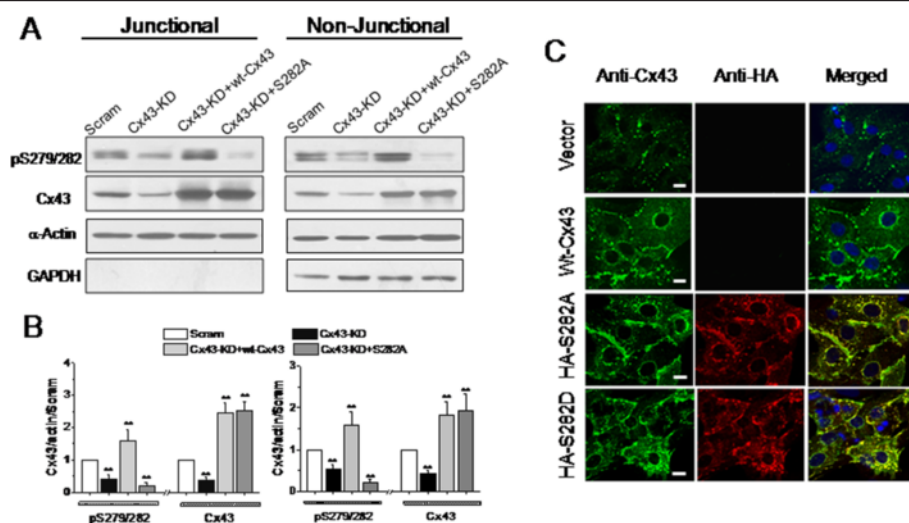 A
Junctional
Non-Junctional
Scram
Cx43-KD
Cx43-KD+wt-Cx43
Cx43-KD+S282A
Scram
Cx43-KD
Cx43-KD+wt-Cx43
Cx43-KD+S282A
pS279/282
Cx43
α-Actin
GAPDH
B
Scram
Cx43-KD
Cx43-KD+wt-Cx43
Cx43-KD+S282A
Cx43/actin/Scram
4
3
2
1
0
**
**
**
**
**
**
pS279/282
Cx43
Cx43/actin/Scram
3
2
1
0
**
**
**
**
**
**
pS279/282
Cx43
C
Anti-Cx43
Anti-HA
Merged
Vector
Wt-Cx43
HA-S282A
HA-S282D